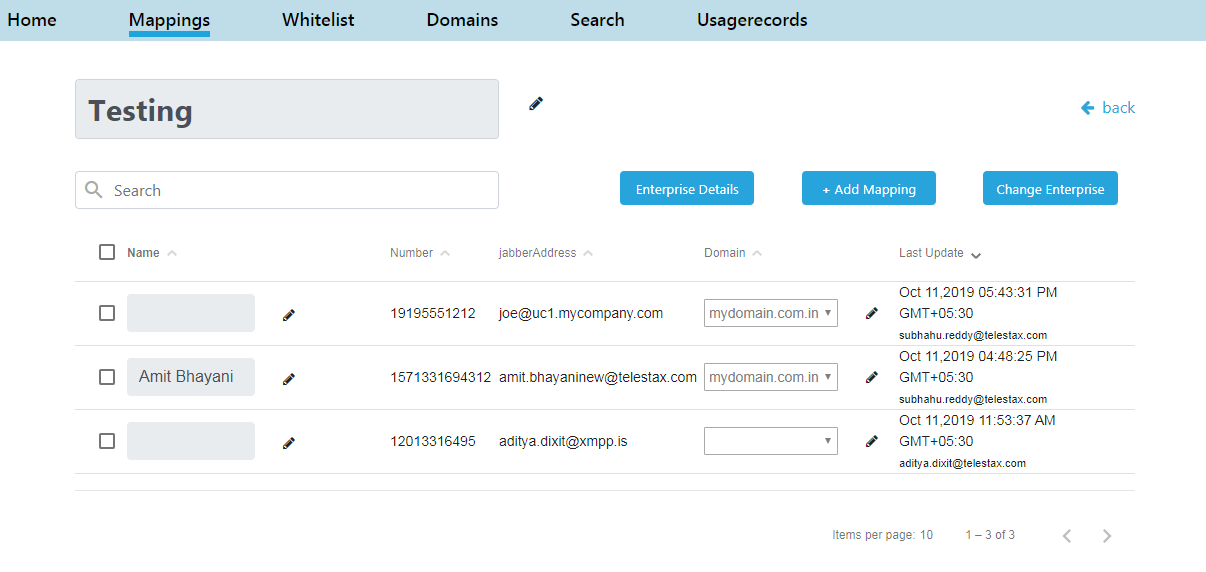 Home Mappings Whitelist Domains Search Usagerecords
Testing
back
Search
Enterprise Details + Add Mapping Change Enterprise
Name Number jabberAddress Domain Last Update
19195551212 joe@uc1.mycompany.com mydomain.com.in Oct 11,2019 05:43:31 PM
GMT+05:30
subhahu.reddy@telestax.com
Amit Bhayani 1571331694312 amit.bhayaninew@telestax.com mydomain.com.in Oct 11,2019 04:48:25 PM
GMT+05:30
subhahu.reddy@telestax.com
12013316495 aditya.dixit@xmpp.is Oct 11,2019 11:53:37 AM
GMT+05:30
aditya.dixit@telestax.com
Items per page: 10 1 – 3 of 3